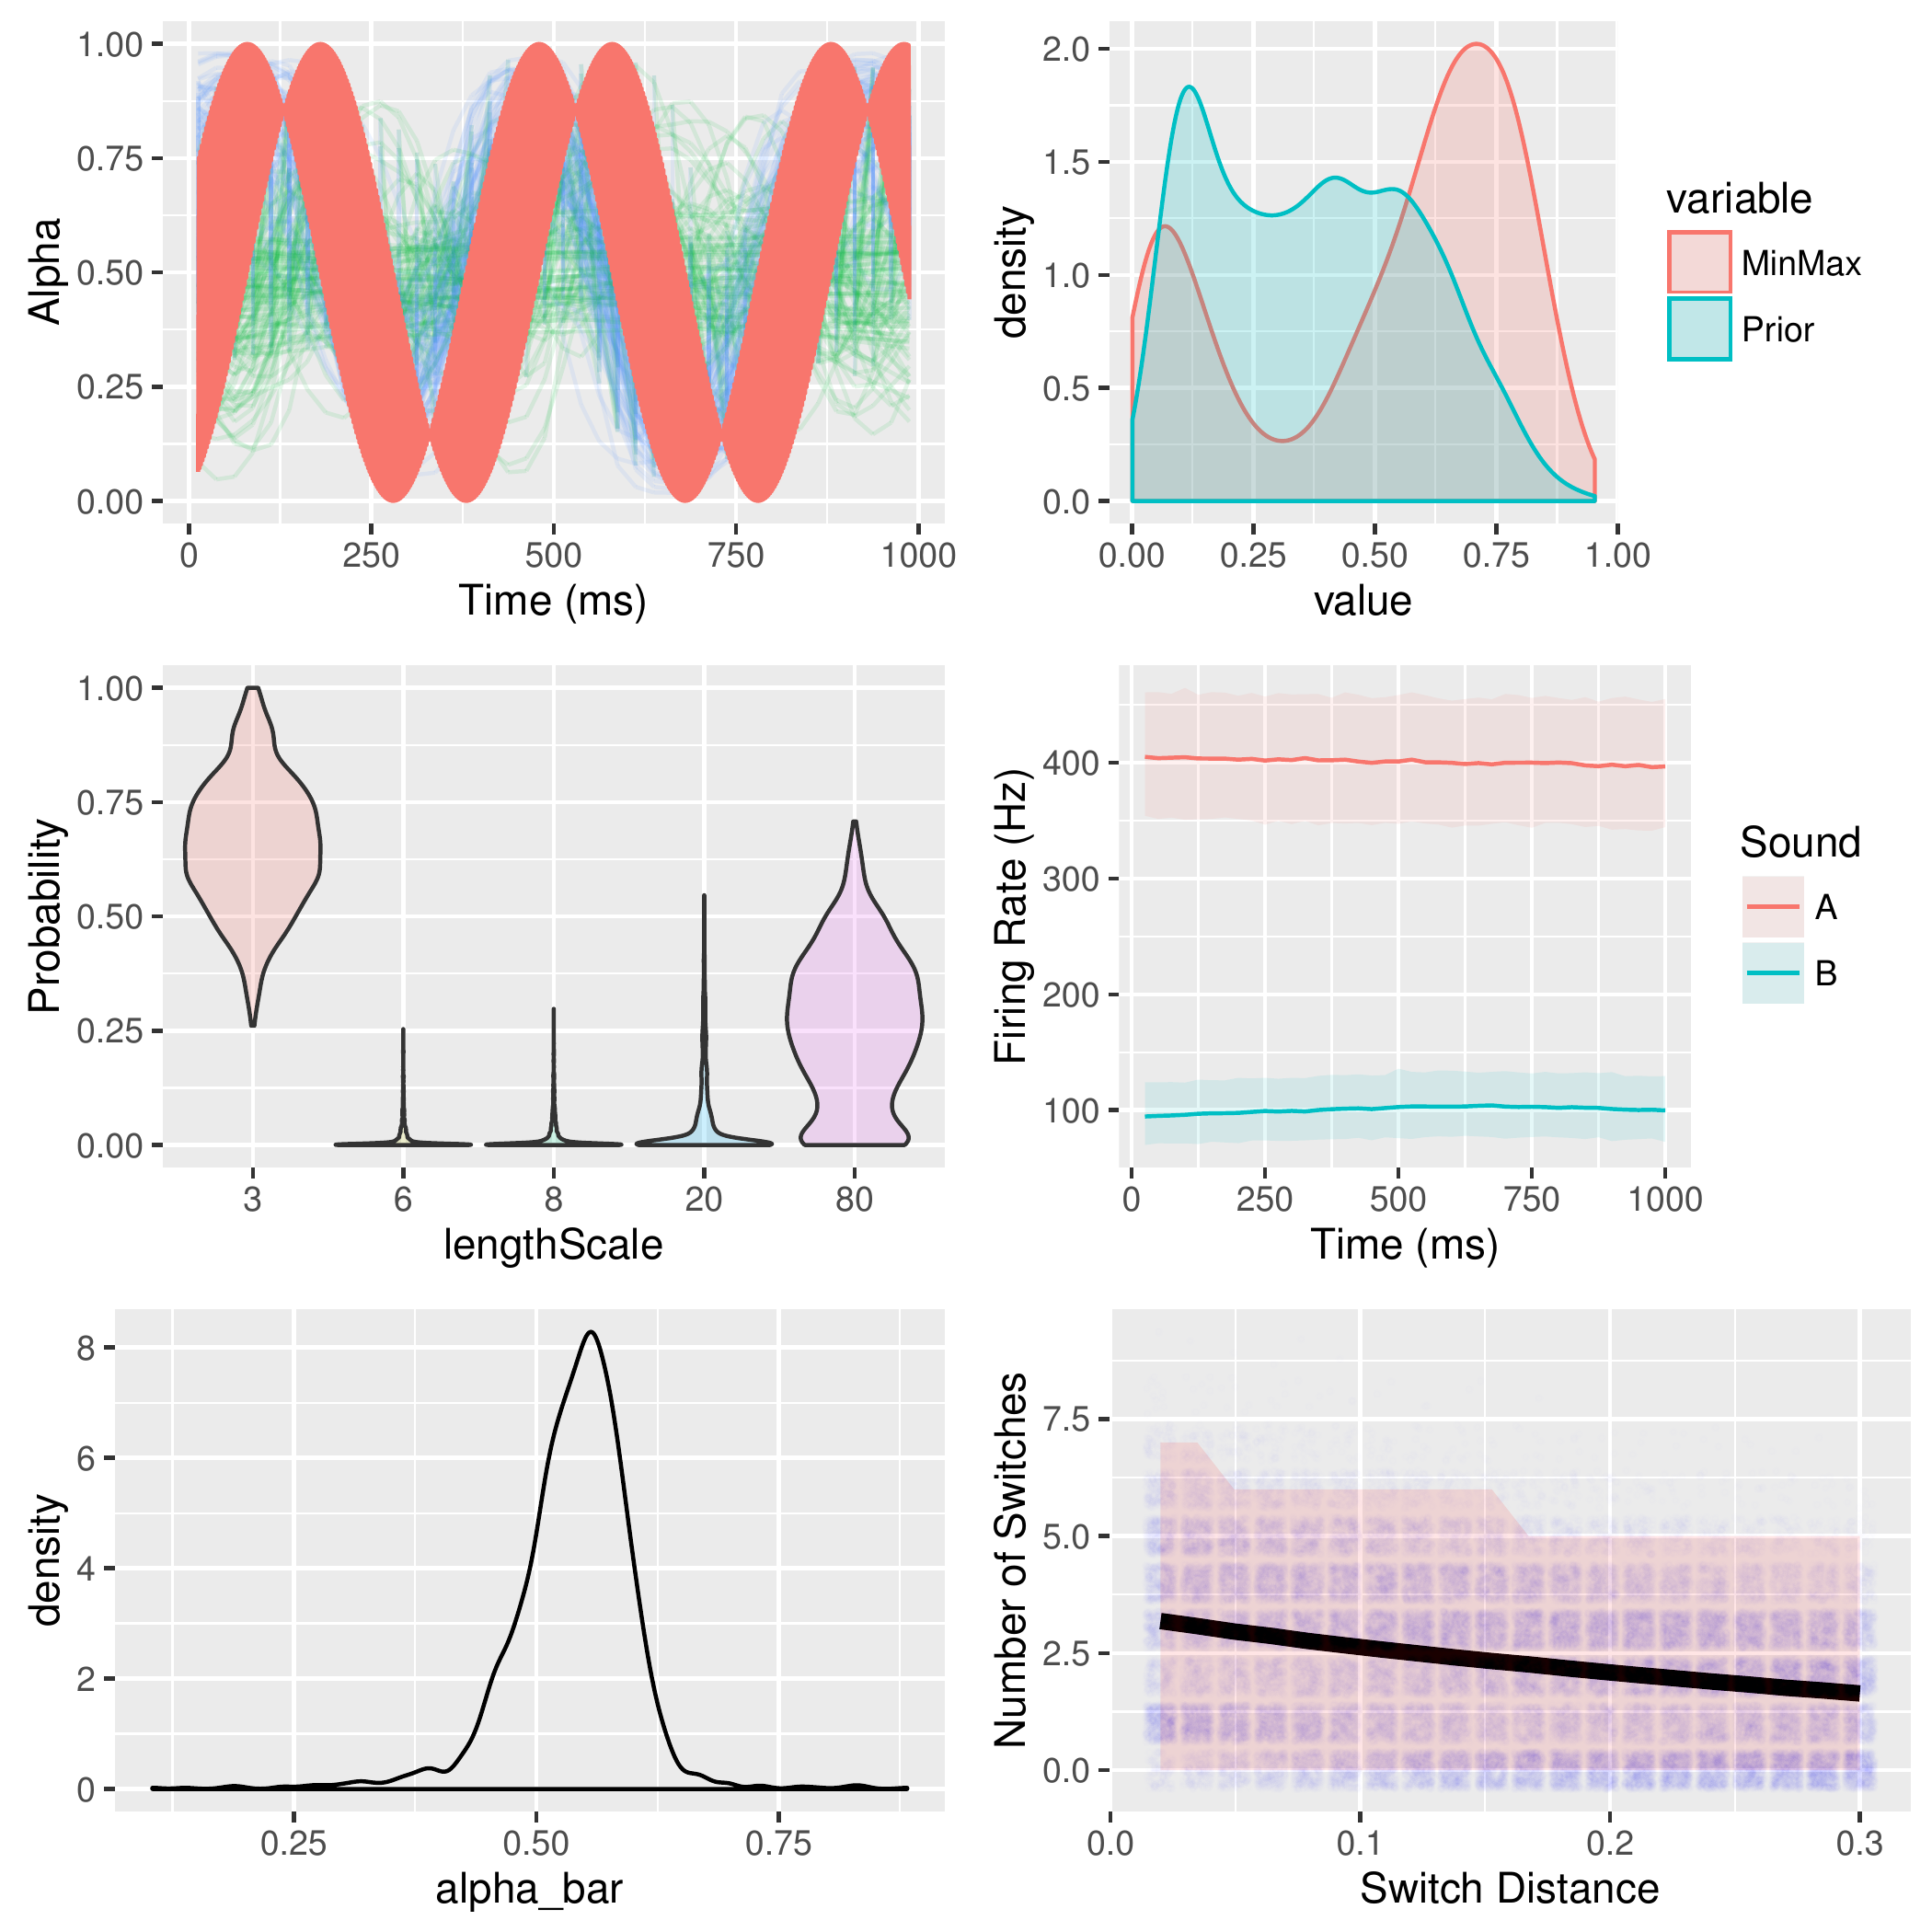 1.00
0.75
0.50
0.25
0.00
Alpha
0 250 500 750 1000
Time (ms)
2.0
1.5
1.0
0.5
0.0
density
0.00 0.25 0.50 0.75 1.00
value
variable
MinMax
Prior
1.00
0.75
0.50
0.25
0.00
Probability
3 6 8 20 80
lengthScale
400
300
200
100
Firing Rate (Hz)
0 250 500 750 1000
Time (ms)
Sound
A
B
8
6
4
2
0
density
0.25 0.50 0.75
alpha_bar
7.5
5.0
2.5
0.0
Number of Switches
0.0 0.1 0.2 0.3
Switch Distance